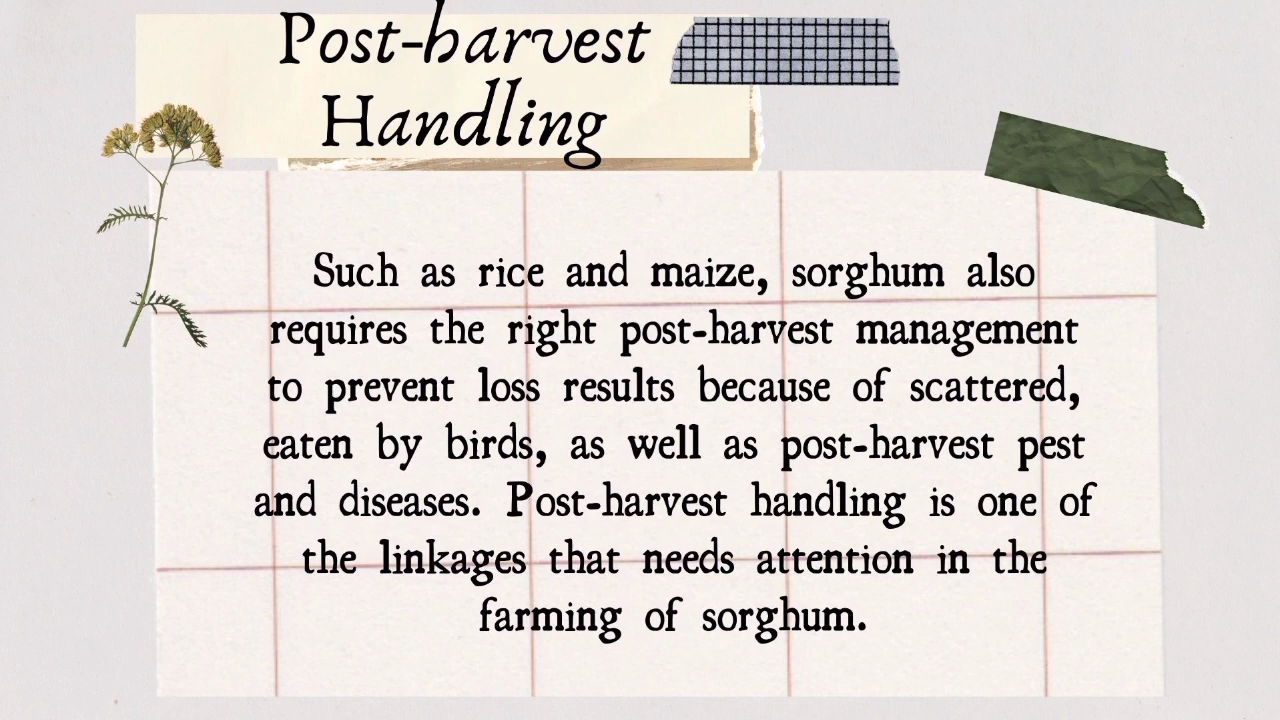 Post-harvest
Handling
Such as rice and maize, sorghum also
requires the right post-harvest management
to prevent loss results because of scattered,
eaten by birds, as well as post-harvest pest
and diseases. Post-harvest handling is one of
the linkages that needs attention in the
farming of sorghum.